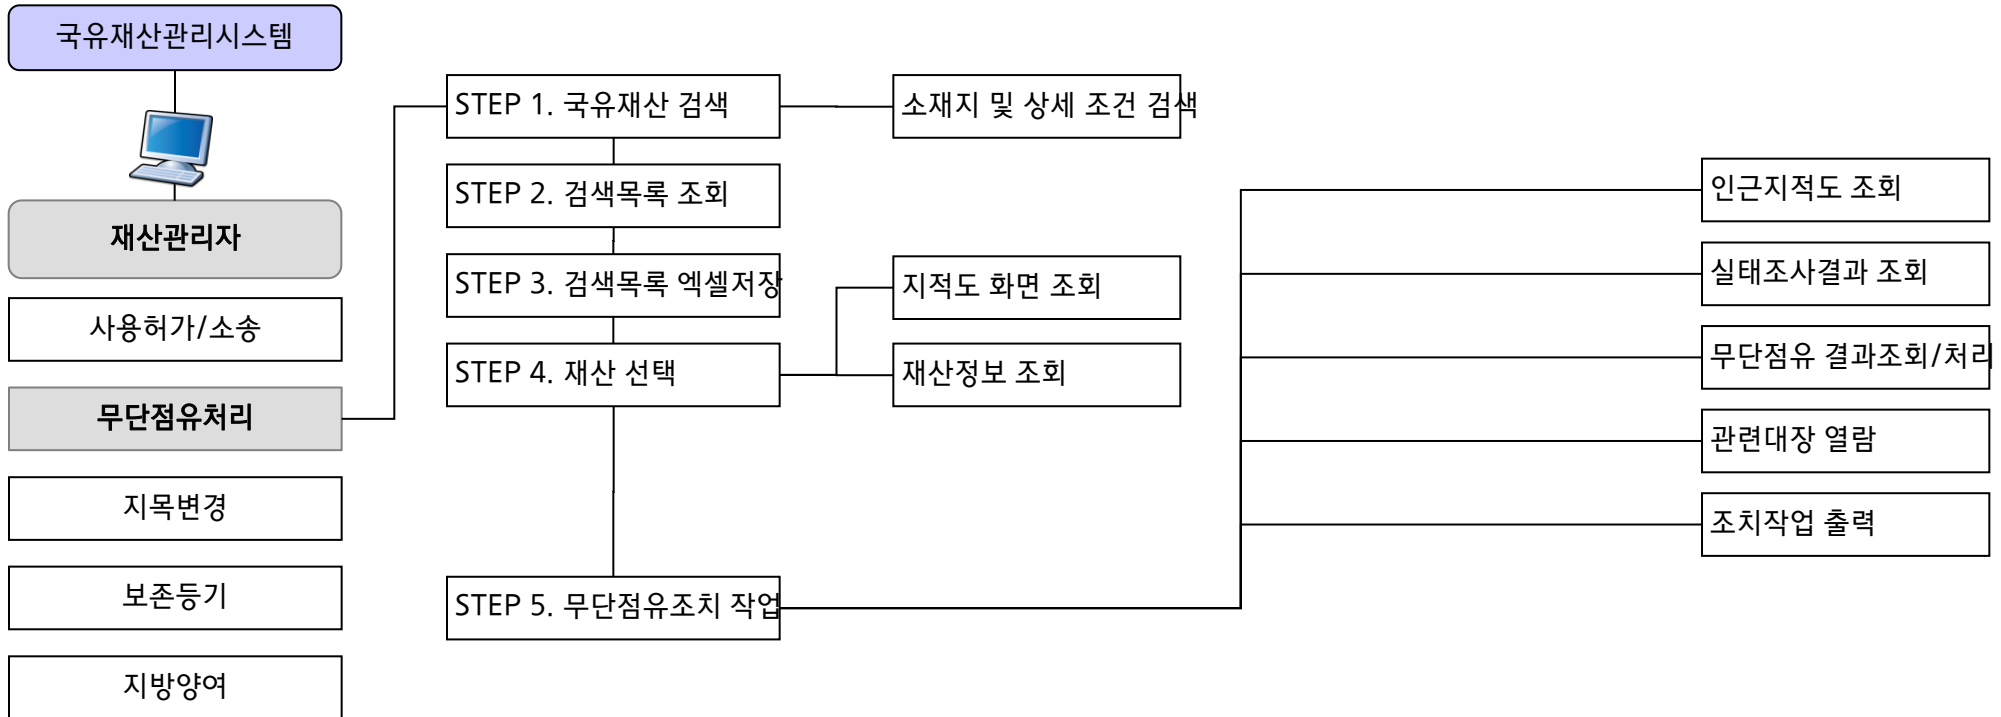 국유재산관리시스템
재산관리자
사용허가/소송
무단점유처리
지목변경
보존등기
지방양여
STEP 1. 국유재산 검색
STEP 2. 검색목록 조회
STEP 3. 검색목록 엑셀저장
STEP 4. 재산 선택
STEP 5. 무단점유조치 작업
소재지 및 상세 조건 검색
지적도 화면 조회
재산정보 조회
인근지적도 조회
실태조사결과 조회
무단점유 결과조회/처리
관련대장 열람
조치작업 출력